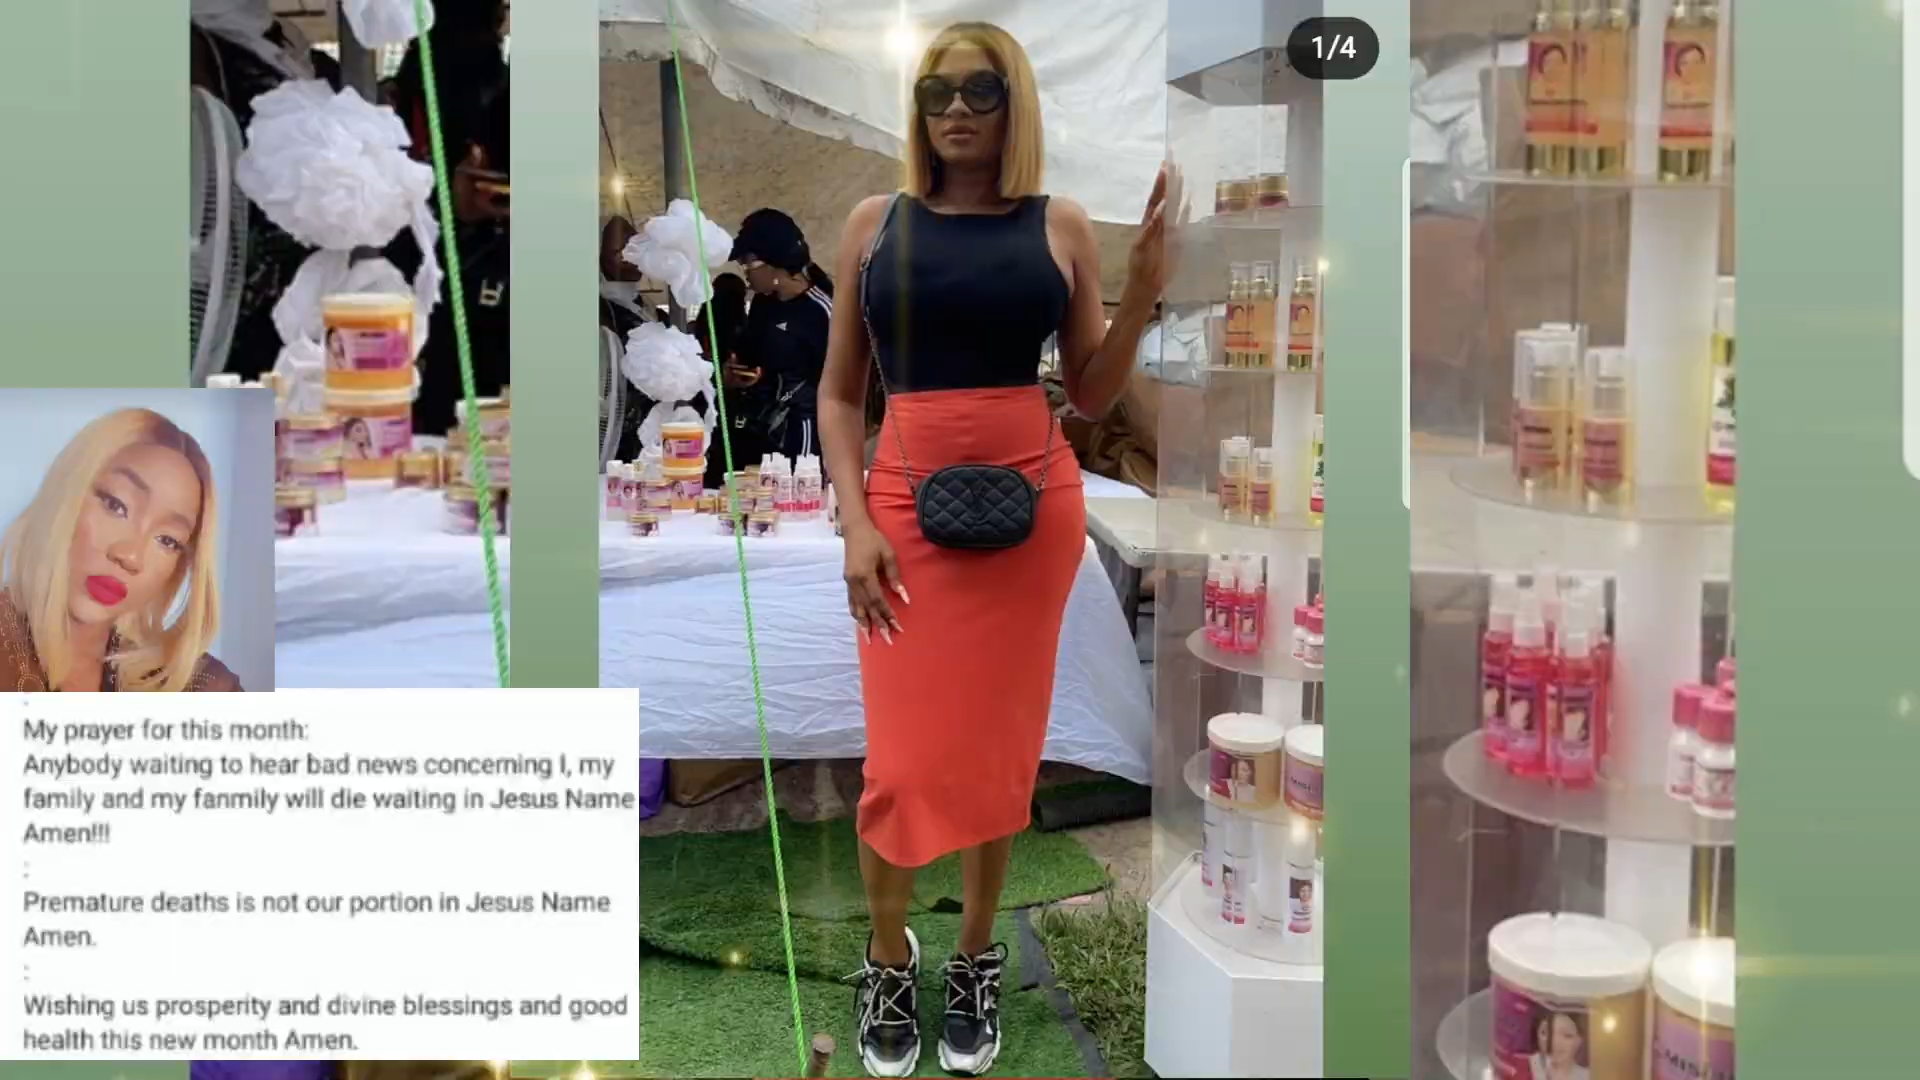 1/4
My prayer for this month:
Anybody waiting to hear bad news concerning I, my
family and my fanmily will die waiting in Jesus Name
Amen!!!
:
Premature deaths is not our portion in Jesus Name
Amen.
:
Wishing us prosperity and divine blessings and good
health this new month Amen.